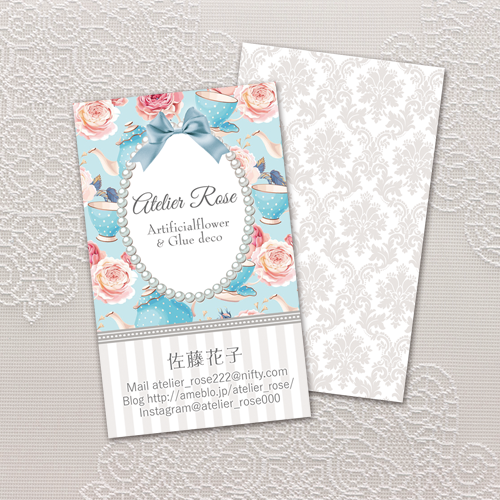 Atelier Rose
Artificialflower
& Glue deco
佐藤花子
Mail atelier_rose222@nifty.com
Blog http://ameblo.jp/atelier_rose/
Instagram@atelier_rose000